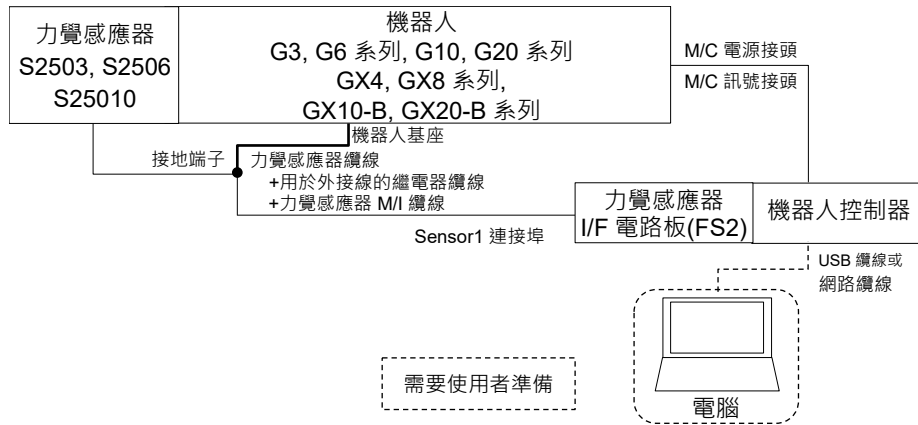 力覺感應器
S2503, S2506
S25010
機器人
G3, G6 系列, G10, G20 系列
GX4, GX8 系列,
GX10-B, GX20-B 系列
M/C 電源接頭
M/C 訊號接頭
機器人基座
接地端子
力覺感應器纜線
+用於外接線的繼電器纜線
+力覺感應器 M/I 纜線
Sensor1 連接埠
力覺感應器
I/F 電路板(FS2)
機器人控制器
USB 纜線或
網路纜線
需要使用者準備
電腦